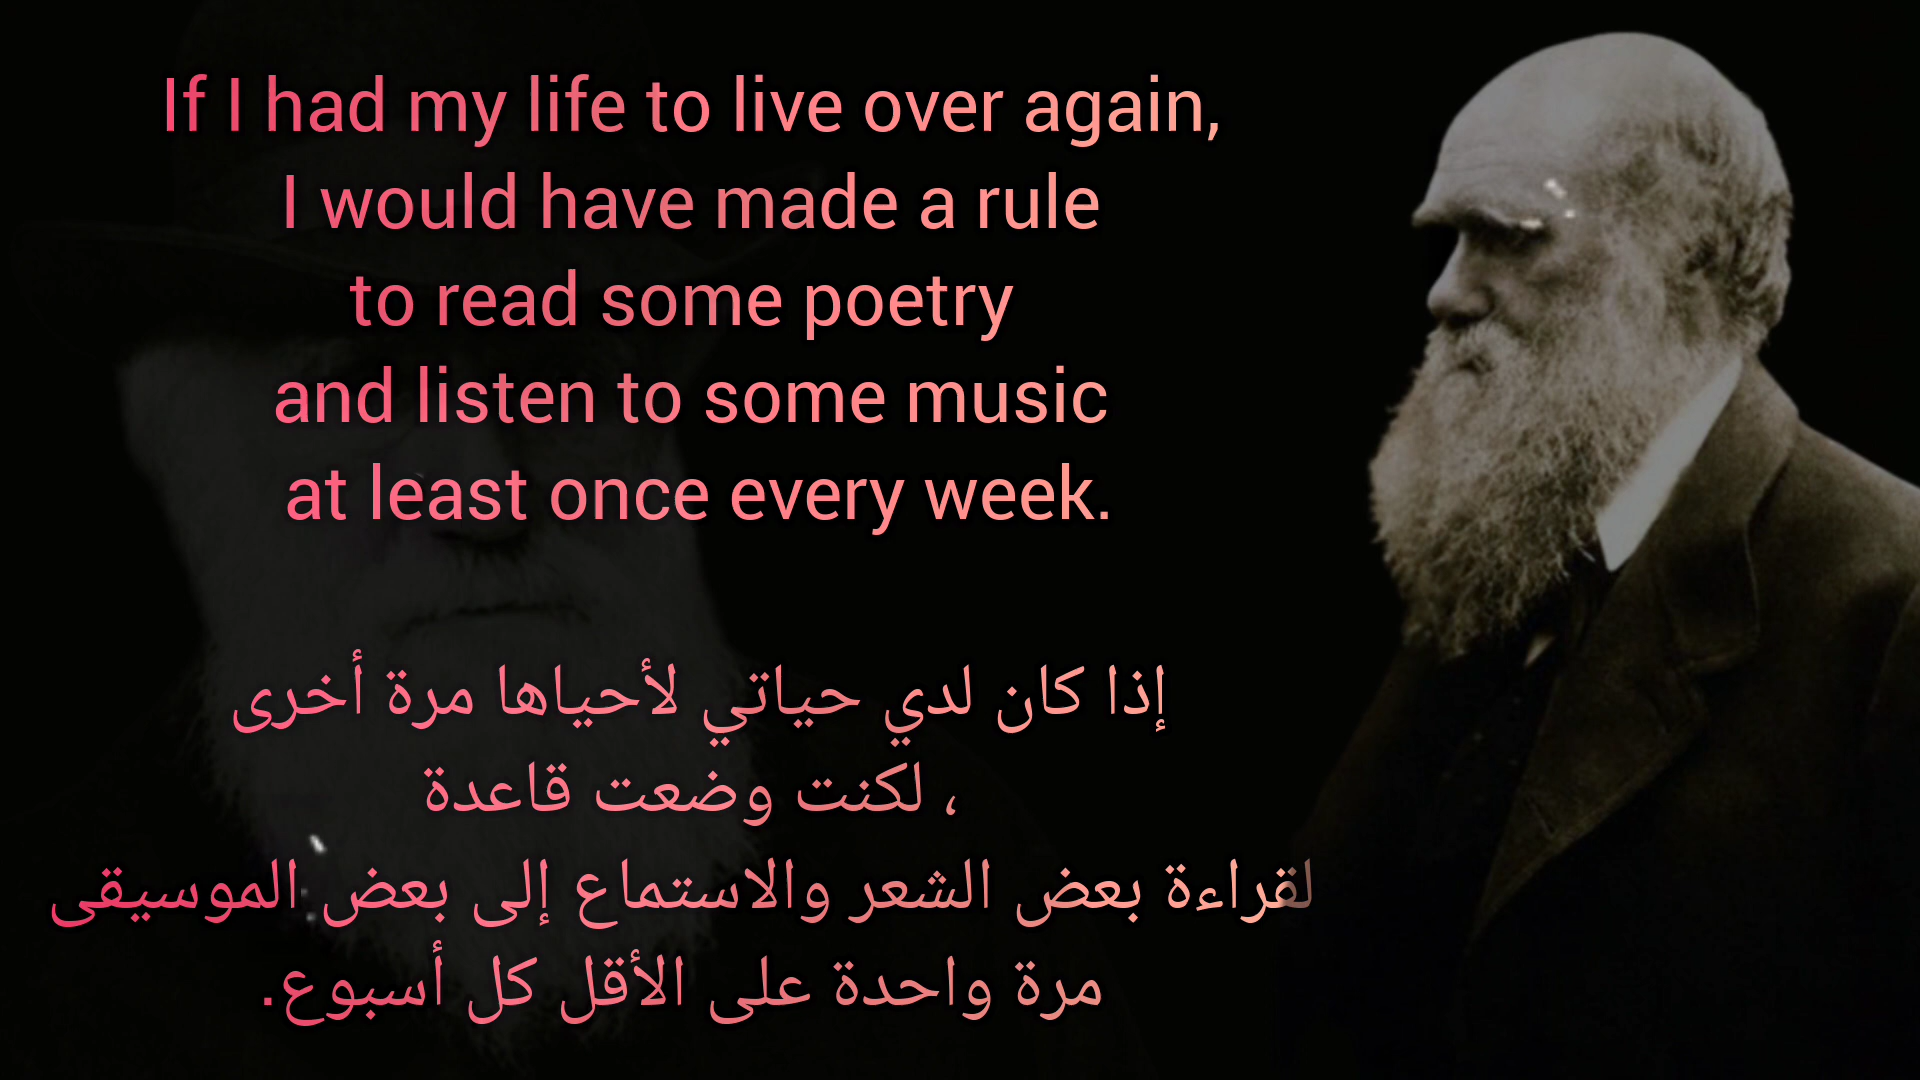 If I had my life to live over again,
I would have made a rule
to read some poetry
and listen to some music
at least once every week.
إذا كان لدي حياتي لأحياها مرة أخرى
، لكنت وضعت قاعدة
لقراءة بعض الشعر والاستماع إلى بعض الموسيقى
مرة واحدة على الأقل كل أسبوع.